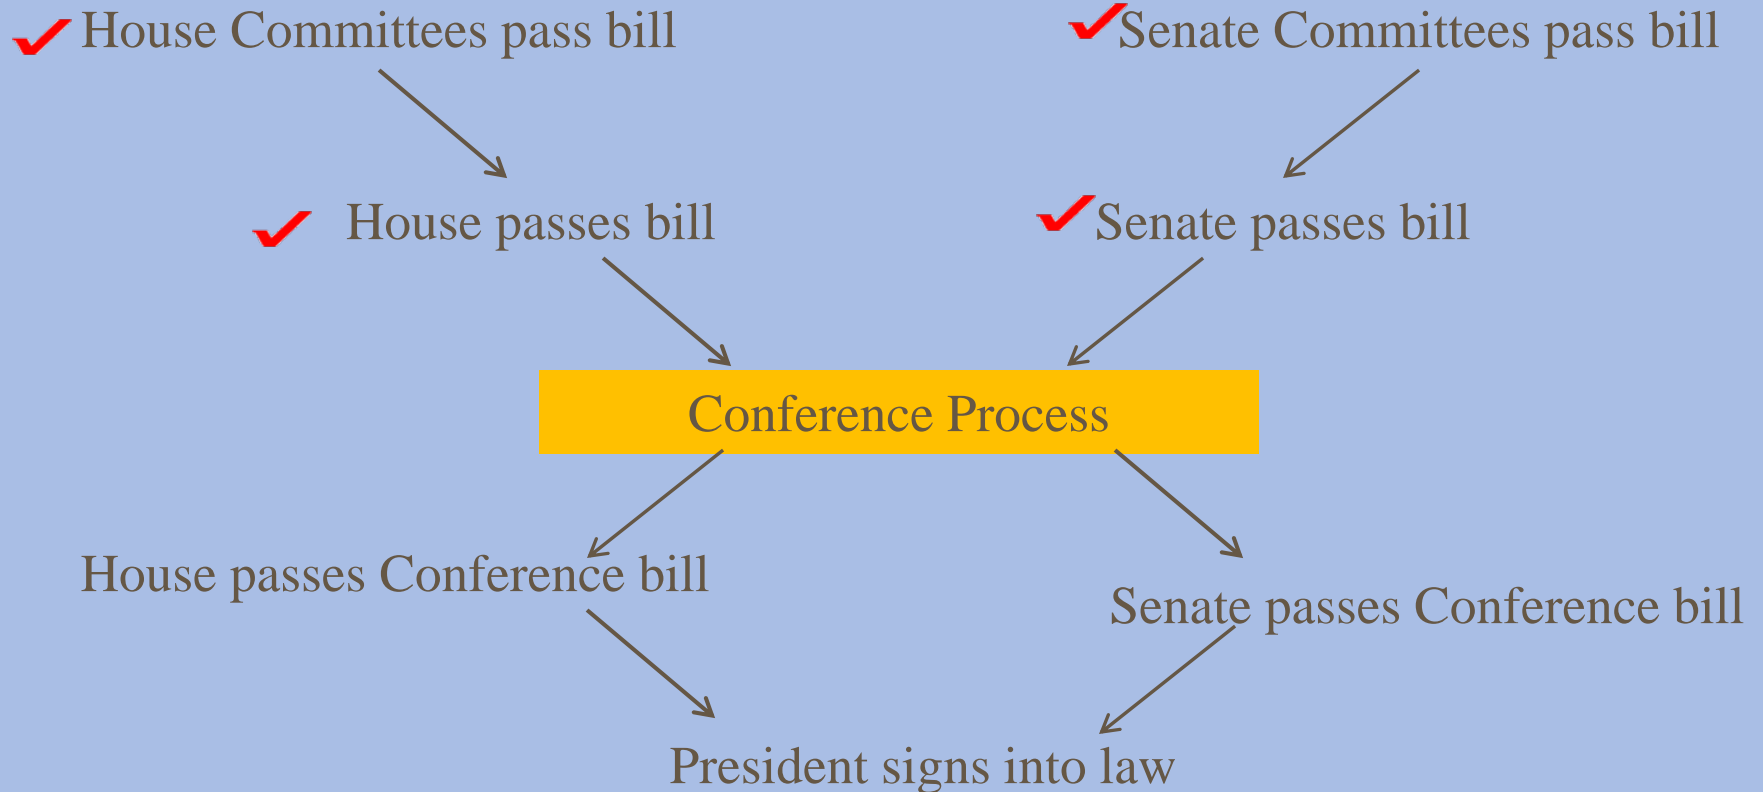 House Committees pass bill
Senate Committees pass bill
House passes bill
Senate passes bill
Conference Process
House passes Conference bill
Senate passes Conference bill
President signs into law